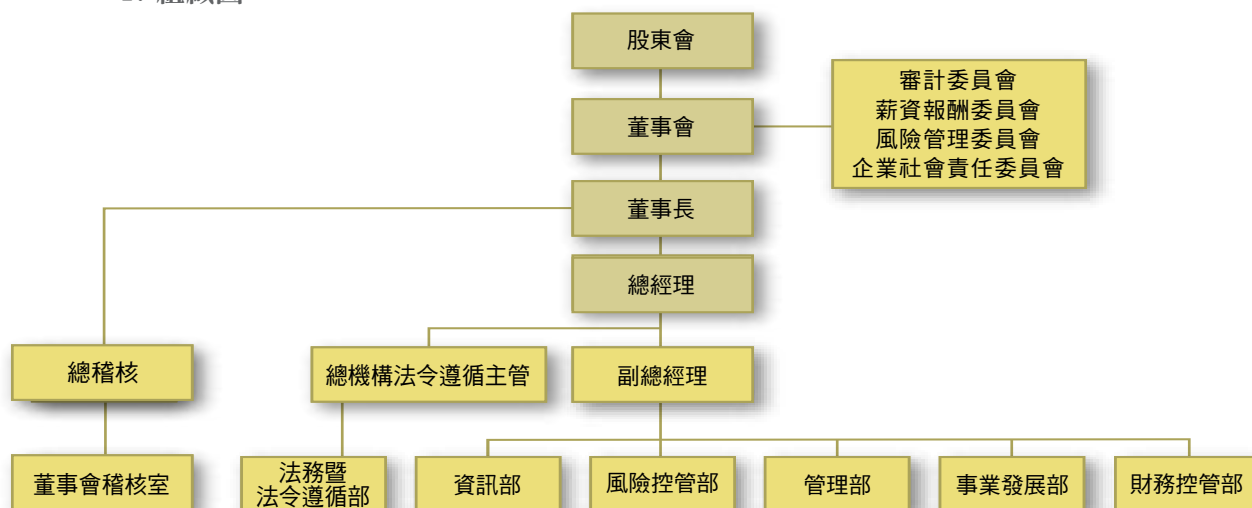 組織圖
股東會
審計委員會
薪資報酬委員會
風險管理委員會
企業社會責任委員會
董事會
董事長
總經理
總稽核
總機構法令遵循主管
副總經理
董事會稽核室
法務暨
法令遵循部
資訊部
風險控管部
管理部
事業發展部
財務控管部